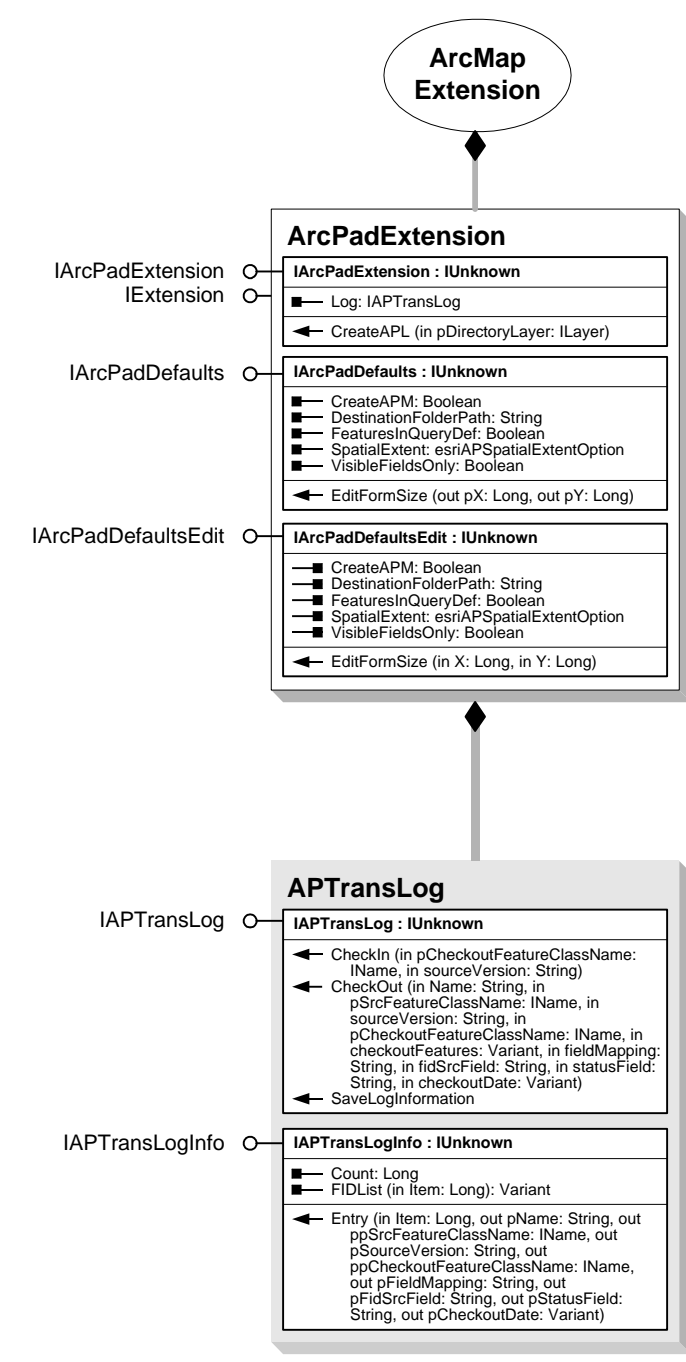 ArcMap
Extension
ArcPadExtension
IArcPadExtension
IExtension
IArcPadExtension : IUnknown
Log: IAPTransLog
CreateAPL (in pDirectoryLayer: ILayer)
IArcPadDefaults
IArcPadDefaults : IUnknown
CreateAPM: Boolean
DestinationFolderPath: String
FeaturesInQueryDef: Boolean
SpatialExtent: esriAPSpatialExtentOption
VisibleFieldsOnly: Boolean
EditFormSize (out pX: Long, out pY: Long)
IArcPadDefaultsEdit
IArcPadDefaultsEdit : IUnknown
CreateAPM: Boolean
DestinationFolderPath: String
FeaturesInQueryDef: Boolean
SpatialExtent: esriAPSpatialExtentOption
VisibleFieldsOnly: Boolean
EditFormSize (in X: Long, in Y: Long)
APTransLog
IAPTransLog
IAPTransLog : IUnknown
CheckIn (in pCheckoutFeatureClassName:
IName, in sourceVersion: String)
CheckOut (in Name: String, in
pSrcFeatureClassName: IName, in
sourceVersion: String, in
pCheckoutFeatureClassName: IName, in
checkoutFeatures: Variant, in fieldMapping:
String, in fidSrcField: String, in statusField:
String, in checkoutDate: Variant)
SaveLogInformation
IAPTransLogInfo
IAPTransLogInfo : IUnknown
Count: Long
FIDList (in Item: Long): Variant
Entry (in Item: Long, out pName: String, out
ppSrcFeatureClassName: IName, out
pSourceVersion: String, out
ppCheckoutFeatureClassName: IName,
out pFieldMapping: String, out
pFidSrcField: String, out pStatusField:
String, out pCheckoutDate: Variant)